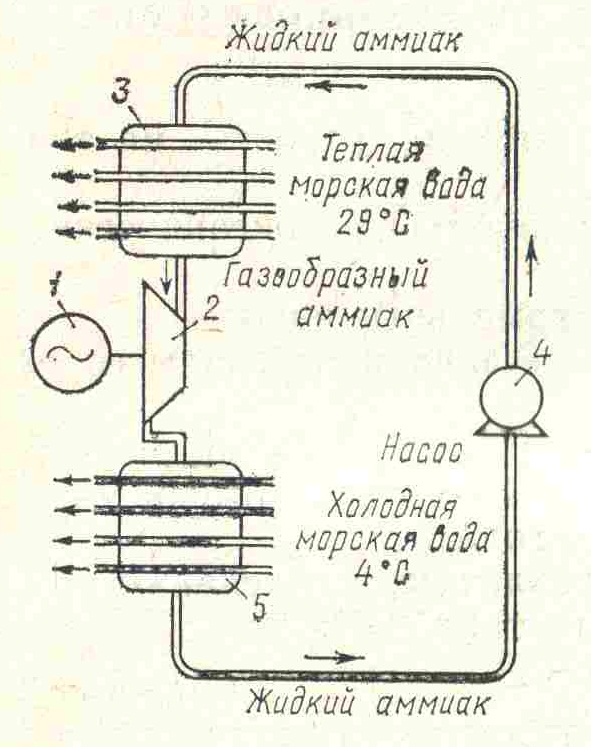 Жидкий аммиак
3
Теплая
морская вода
29°С
Газообразный
аммиак
1
2
4
Насос
Холодная
морская вода
4°С
5
Жидкий аммиак